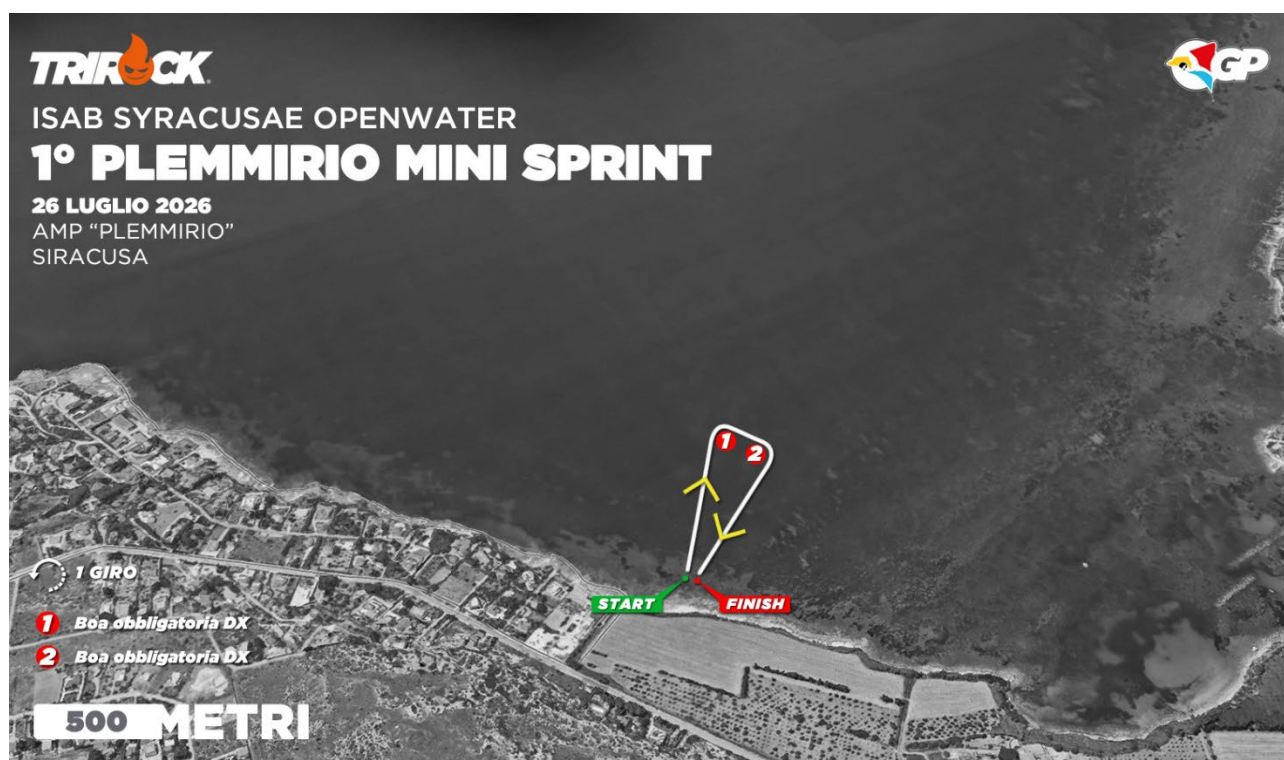 TRIROCK
GP
ISAB SYRACUSAE OPENWATER
1° PLEMMIRIO MINI SPRINT
26 LUGLIO 2026
AMP “PLEMMIRIO”
SIRACUSA
1
2
START
FINISH
1 GIRO
1 Boa obbligatoria DX
2 Boa obbligatoria DX
500 METRI